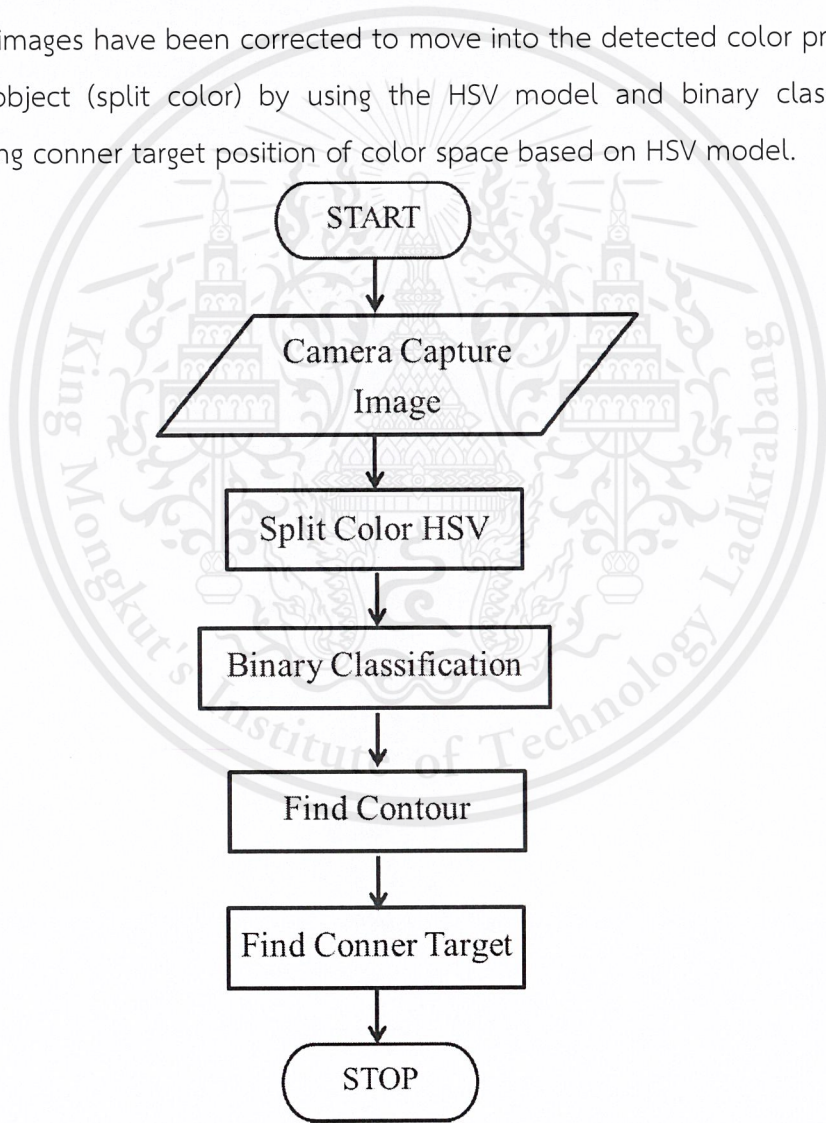 images have been corrected to move into the detected color pr
object (split color) by using the HSV model and binary clas
ng conner target position of color space based on HSV model.
START
Camera Capture
Image
Split Color HSV
Binary Classification
Find Contour
Find Conner Target
STOP
King Mongkut's Institute of Technology Ladkrabang